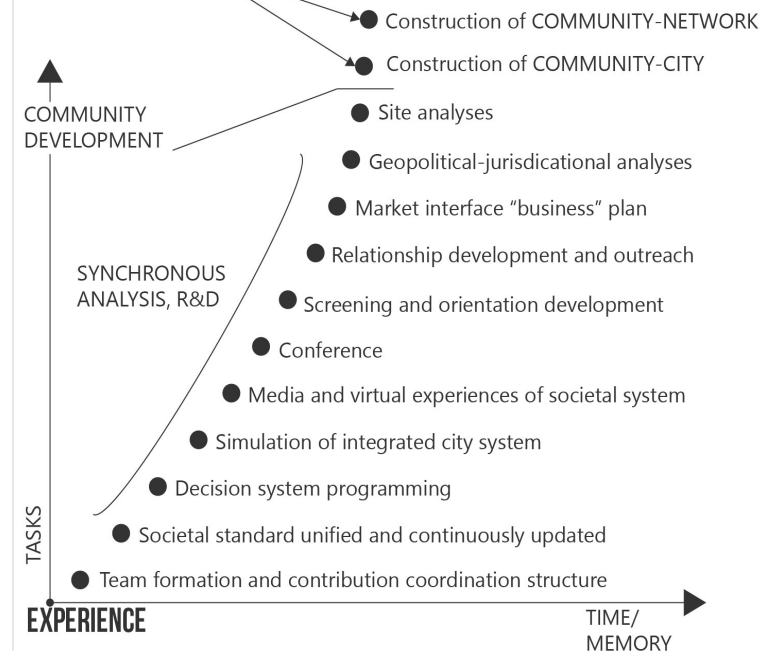 Construction of COMMUNITY-NETWORK
Construction of COMMUNITY-CITY
COMMUNITY
DEVELOPMENT
Site analyses
Geopolitical-jurisdicational analyses
Market interface “business” plan
Relationship development and outreach
SYNCHRONOUS
ANALYSIS, R&D
Screening and orientation development
Conference
Media and virtual experiences of societal system
Simulation of integrated city system
Decision system programming
TASKS
Societal standard unified and continuously updated
Team formation and contribution coordination structure
EXPERIENCE
TIME/
MEMORY